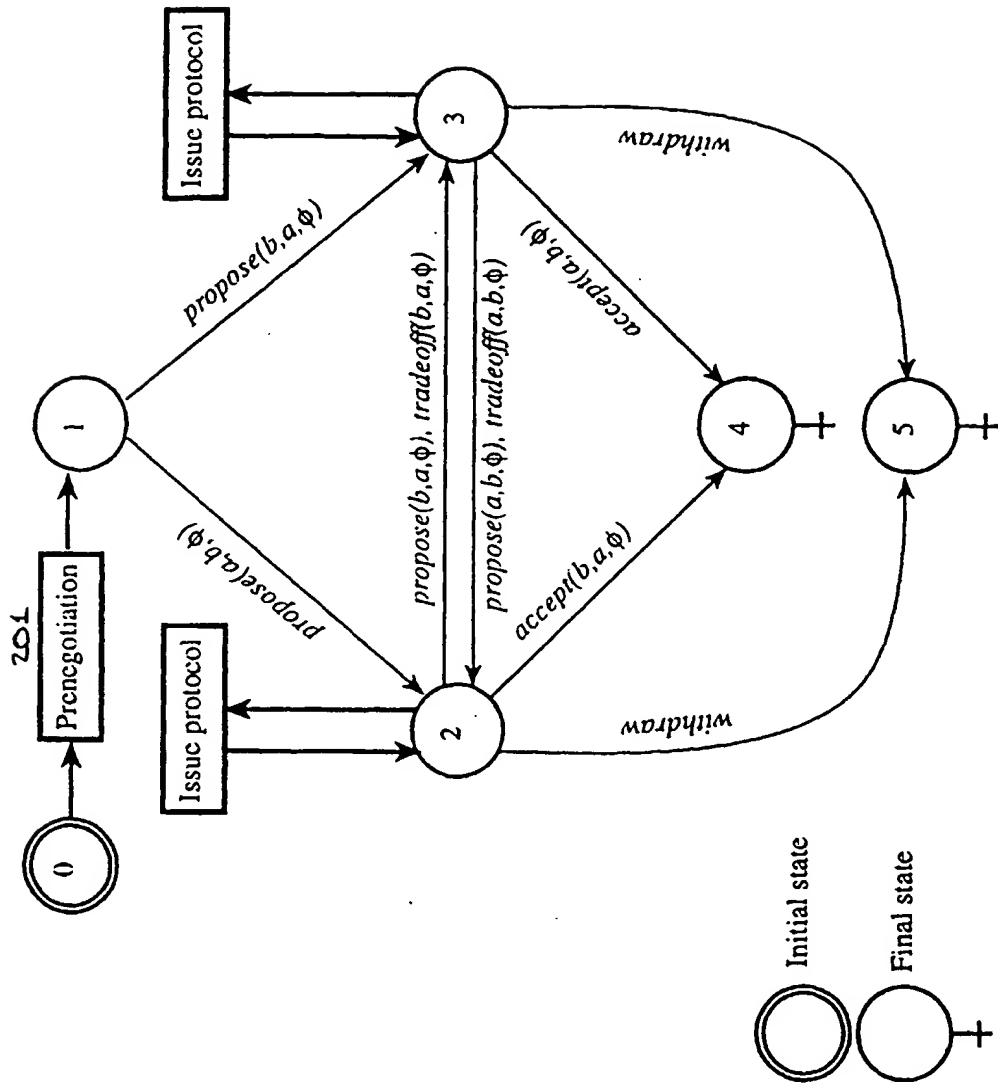 201
Prenegotiation
0
1
Issue protocol
Issue protocol
propose(a,b,ϕ)
propose(b,a,ϕ)
2
3
propose(b,a,ϕ), tradeoff(b,a,ϕ)
propose(a,b,ϕ), tradeoff(a,b,ϕ)
accept(b,a,ϕ)
accept(a,b,ϕ)
withdraw
withdraw
4
5
Initial state
Final state